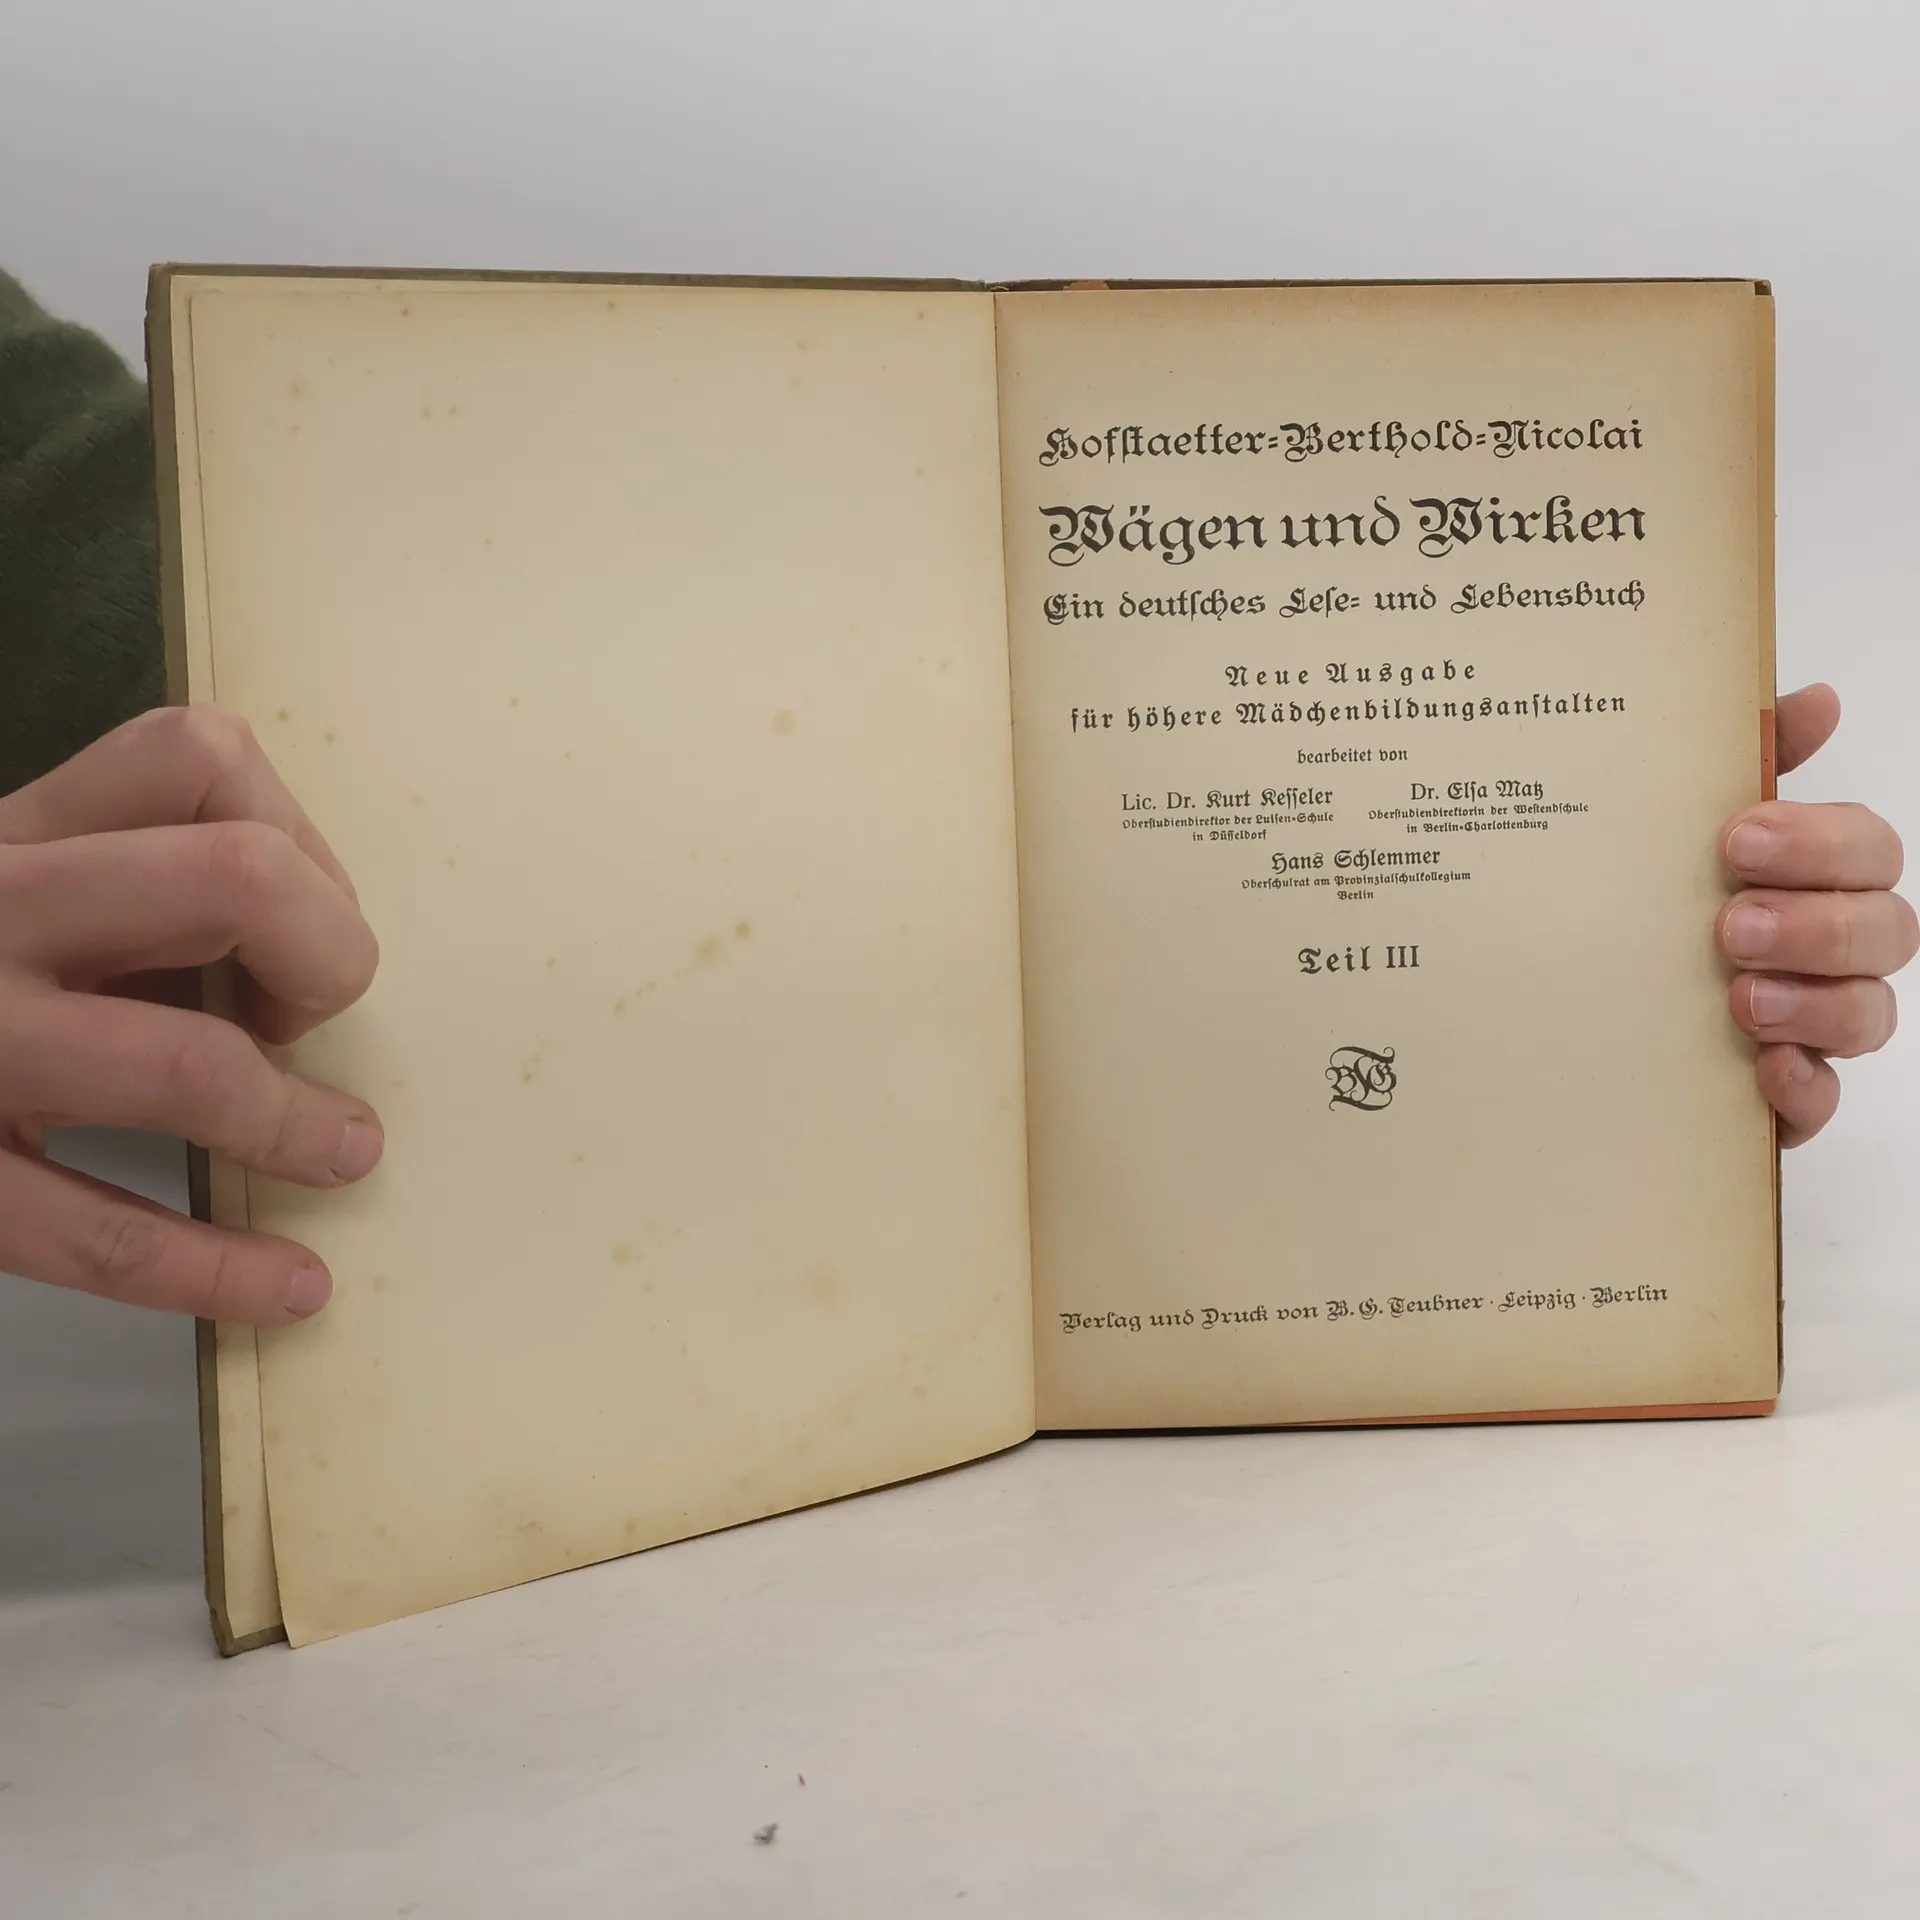 Hofſtaetter=Berthold=Nicolai
Wägen und Wirken
Ein deutſches Leſe= und Lebensbuch
Neue Ausgabe
für höhere Mädchenbildungsanſtalten
bearbeitet von
Lic. Dr. Kurt Keſſeler
Oberſtudiendirektor der Luiſen=Schule
in Düſſeldorf
Dr. Elſa Matz
Oberſtudiendirektorin der Weſtendſchule
in Berlin=Charlottenburg
Hans Schlemmer
Oberſchulrat am Provinzialſchulkollegium
Berlin
Teil III
BTG
Verlag und Druck von B. G. Teubner · Leipzig · Berlin